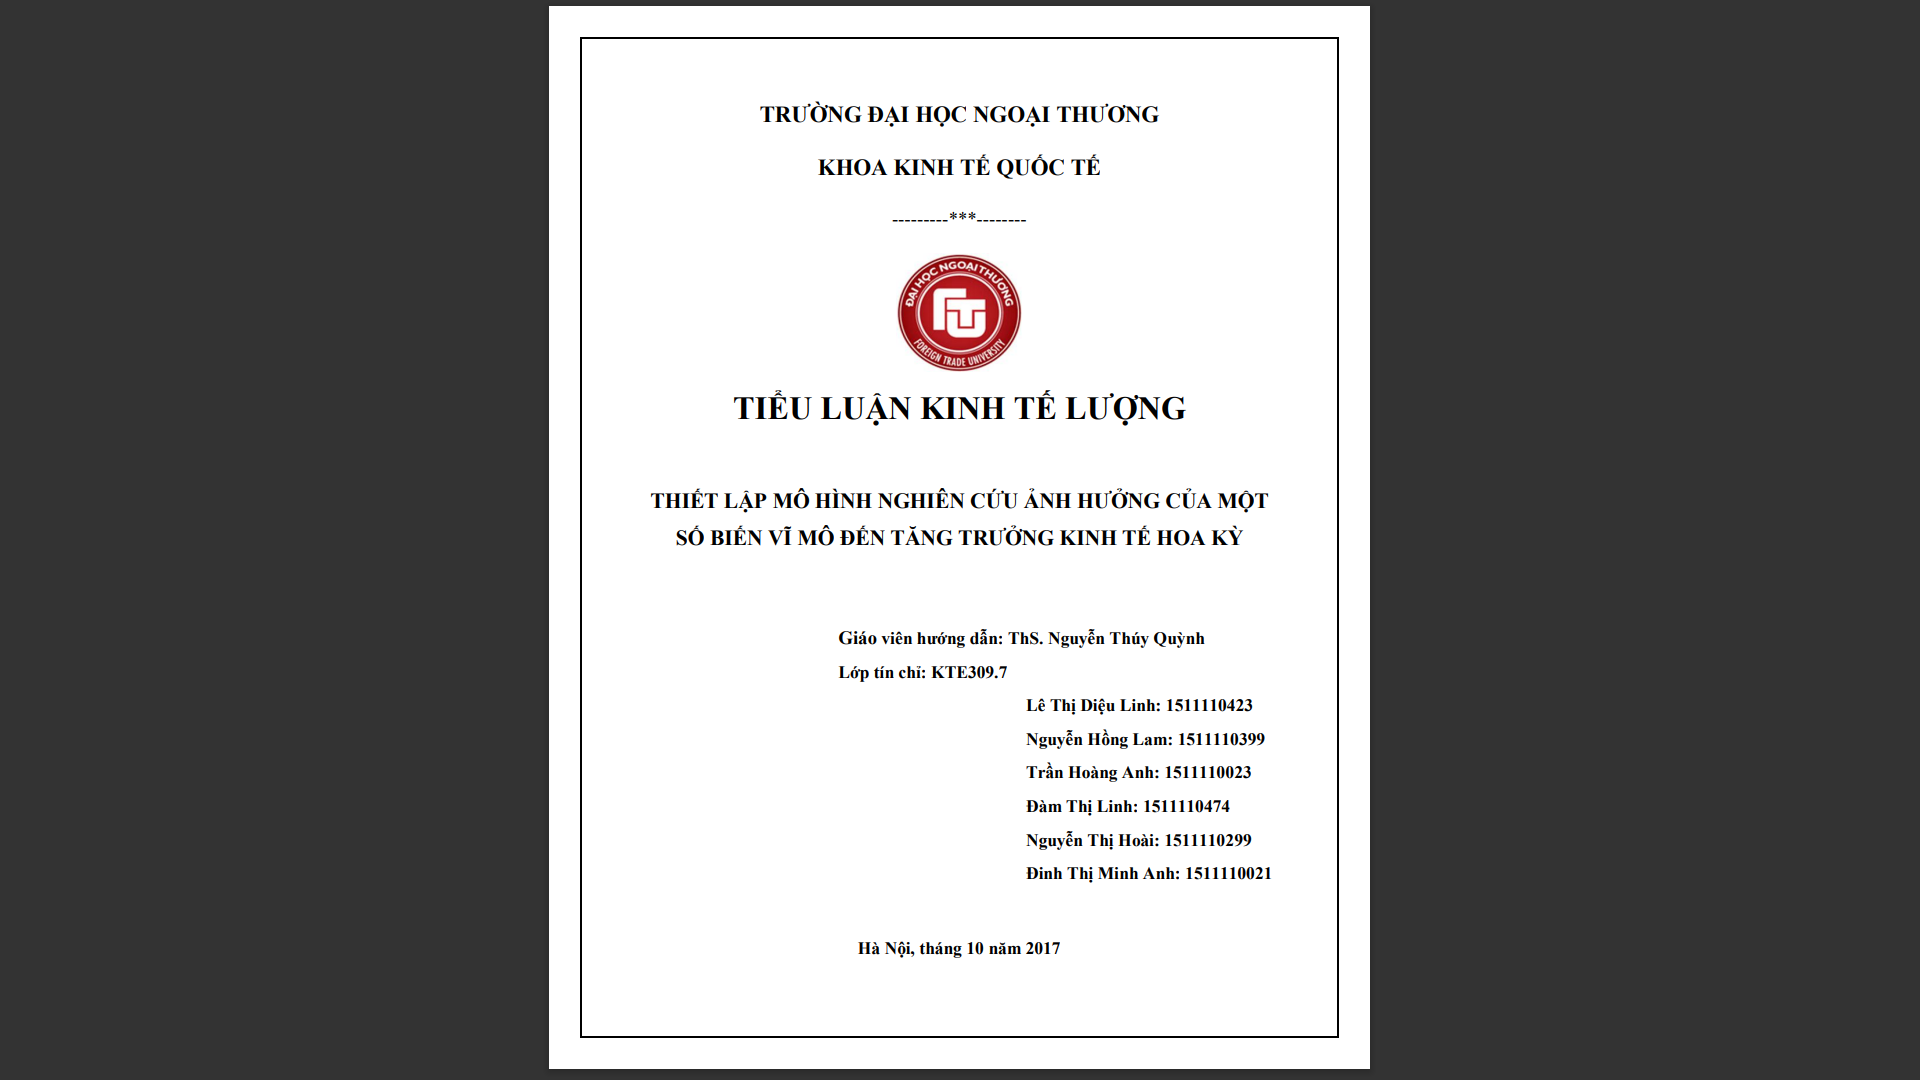 TRƯỜNG ĐẠI HỌC NGOẠI THƯƠNG
KHOA KINH TẾ QUỐC TẾ
---------***--------
ĐẠI HỌC NGOẠI THƯƠNG
FTU
FOREIGN TRADE UNIVERSITY
TIỂU LUẬN KINH TẾ LƯỢNG
THIẾT LẬP MÔ HÌNH NGHIÊN CỨU ẢNH HƯỞNG CỦA MỘT
SỐ BIẾN VĨ MÔ ĐẾN TĂNG TRƯỞNG KINH TẾ HOA KỲ
Giáo viên hướng dẫn: ThS. Nguyễn Thúy Quỳnh
Lớp tín chỉ: KTE309.7
Lê Thị Diệu Linh: 1511110423
Nguyễn Hồng Lam: 1511110399
Trần Hoàng Anh: 1511110023
Đàm Thị Linh: 1511110474
Nguyễn Thị Hoài: 1511110299
Đinh Thị Minh Anh: 1511110021
Hà Nội, tháng 10 năm 2017